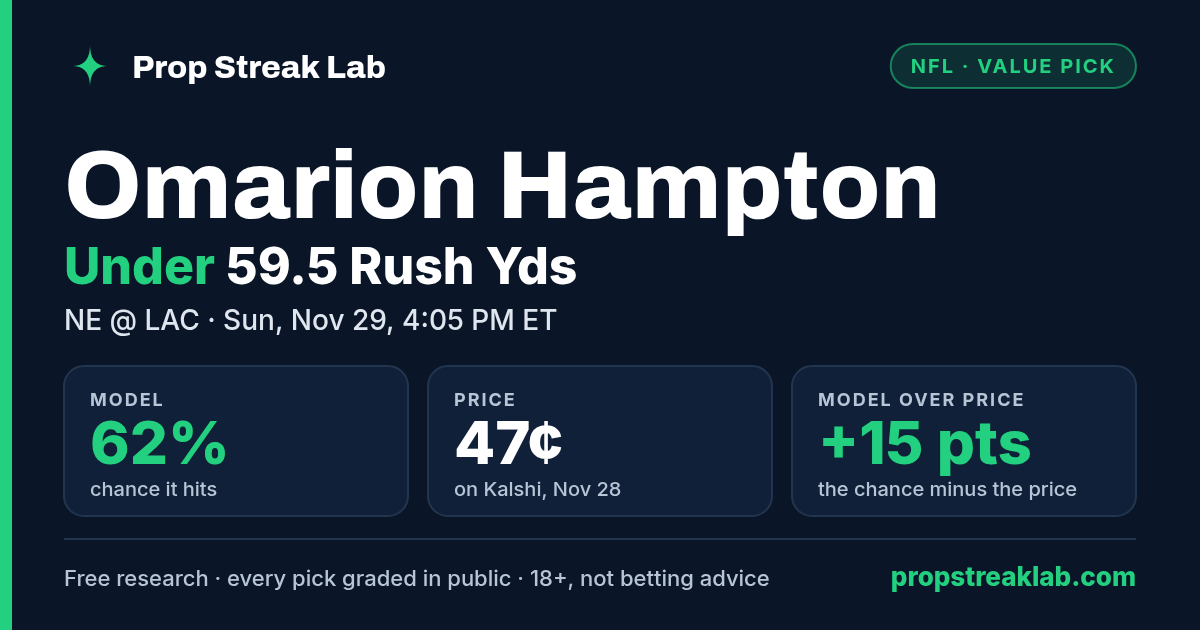 Prop Streak Lab
NFL · VALUE PICK
Omarion Hampton
Under 59.5 Rush Yds
NE @ LAC · Sun, Nov 29, 4:05 PM ET
MODEL
62%
chance it hits
PRICE
47¢
on Kalshi, Nov 28
MODEL OVER PRICE
+15 pts
the chance minus the price
Free research · every pick graded in public · 18+, not betting advice
propstreaklab.com